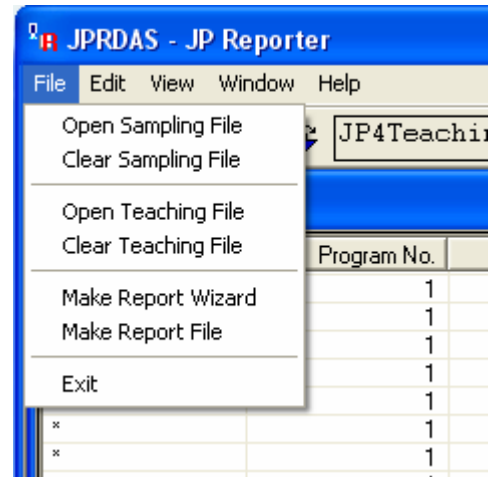 JPRDAS - JP Reporter
File Edit View Window Help
Open Sampling File
Clear Sampling File
Open Teaching File
Clear Teaching File
Make Report Wizard
Make Report File
Exit
JP4Teachin
Program No.
1
1
1
1
1
* 1
* 1